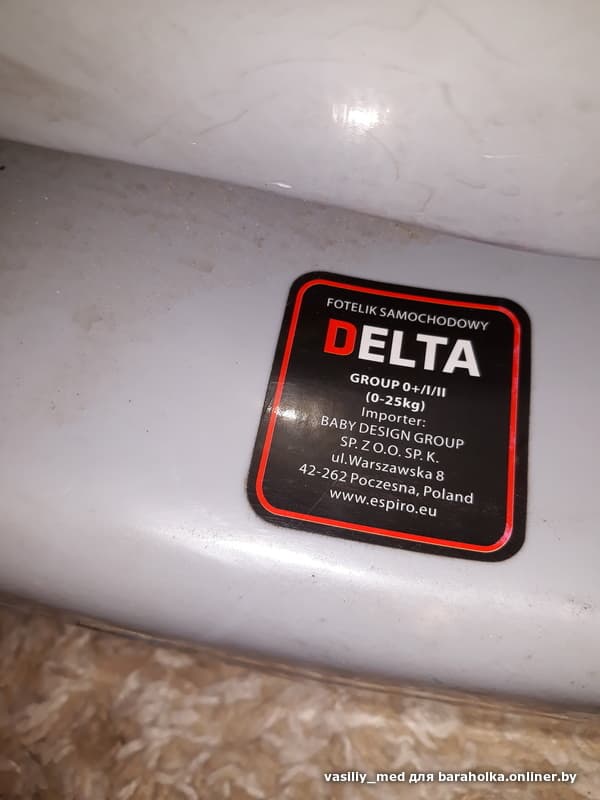 FOTELIK SAMOCHODOWY
DELTA
GROUP 0+/I/II
(0-25kg)
Importer:
BABY DESIGN GROUP
SP. Z O.O. SP. K.
ul.Warszawska 8
42-262 Poczesna, Poland
www.espiro.eu
vasiliy_med для baraholka.onliner.by